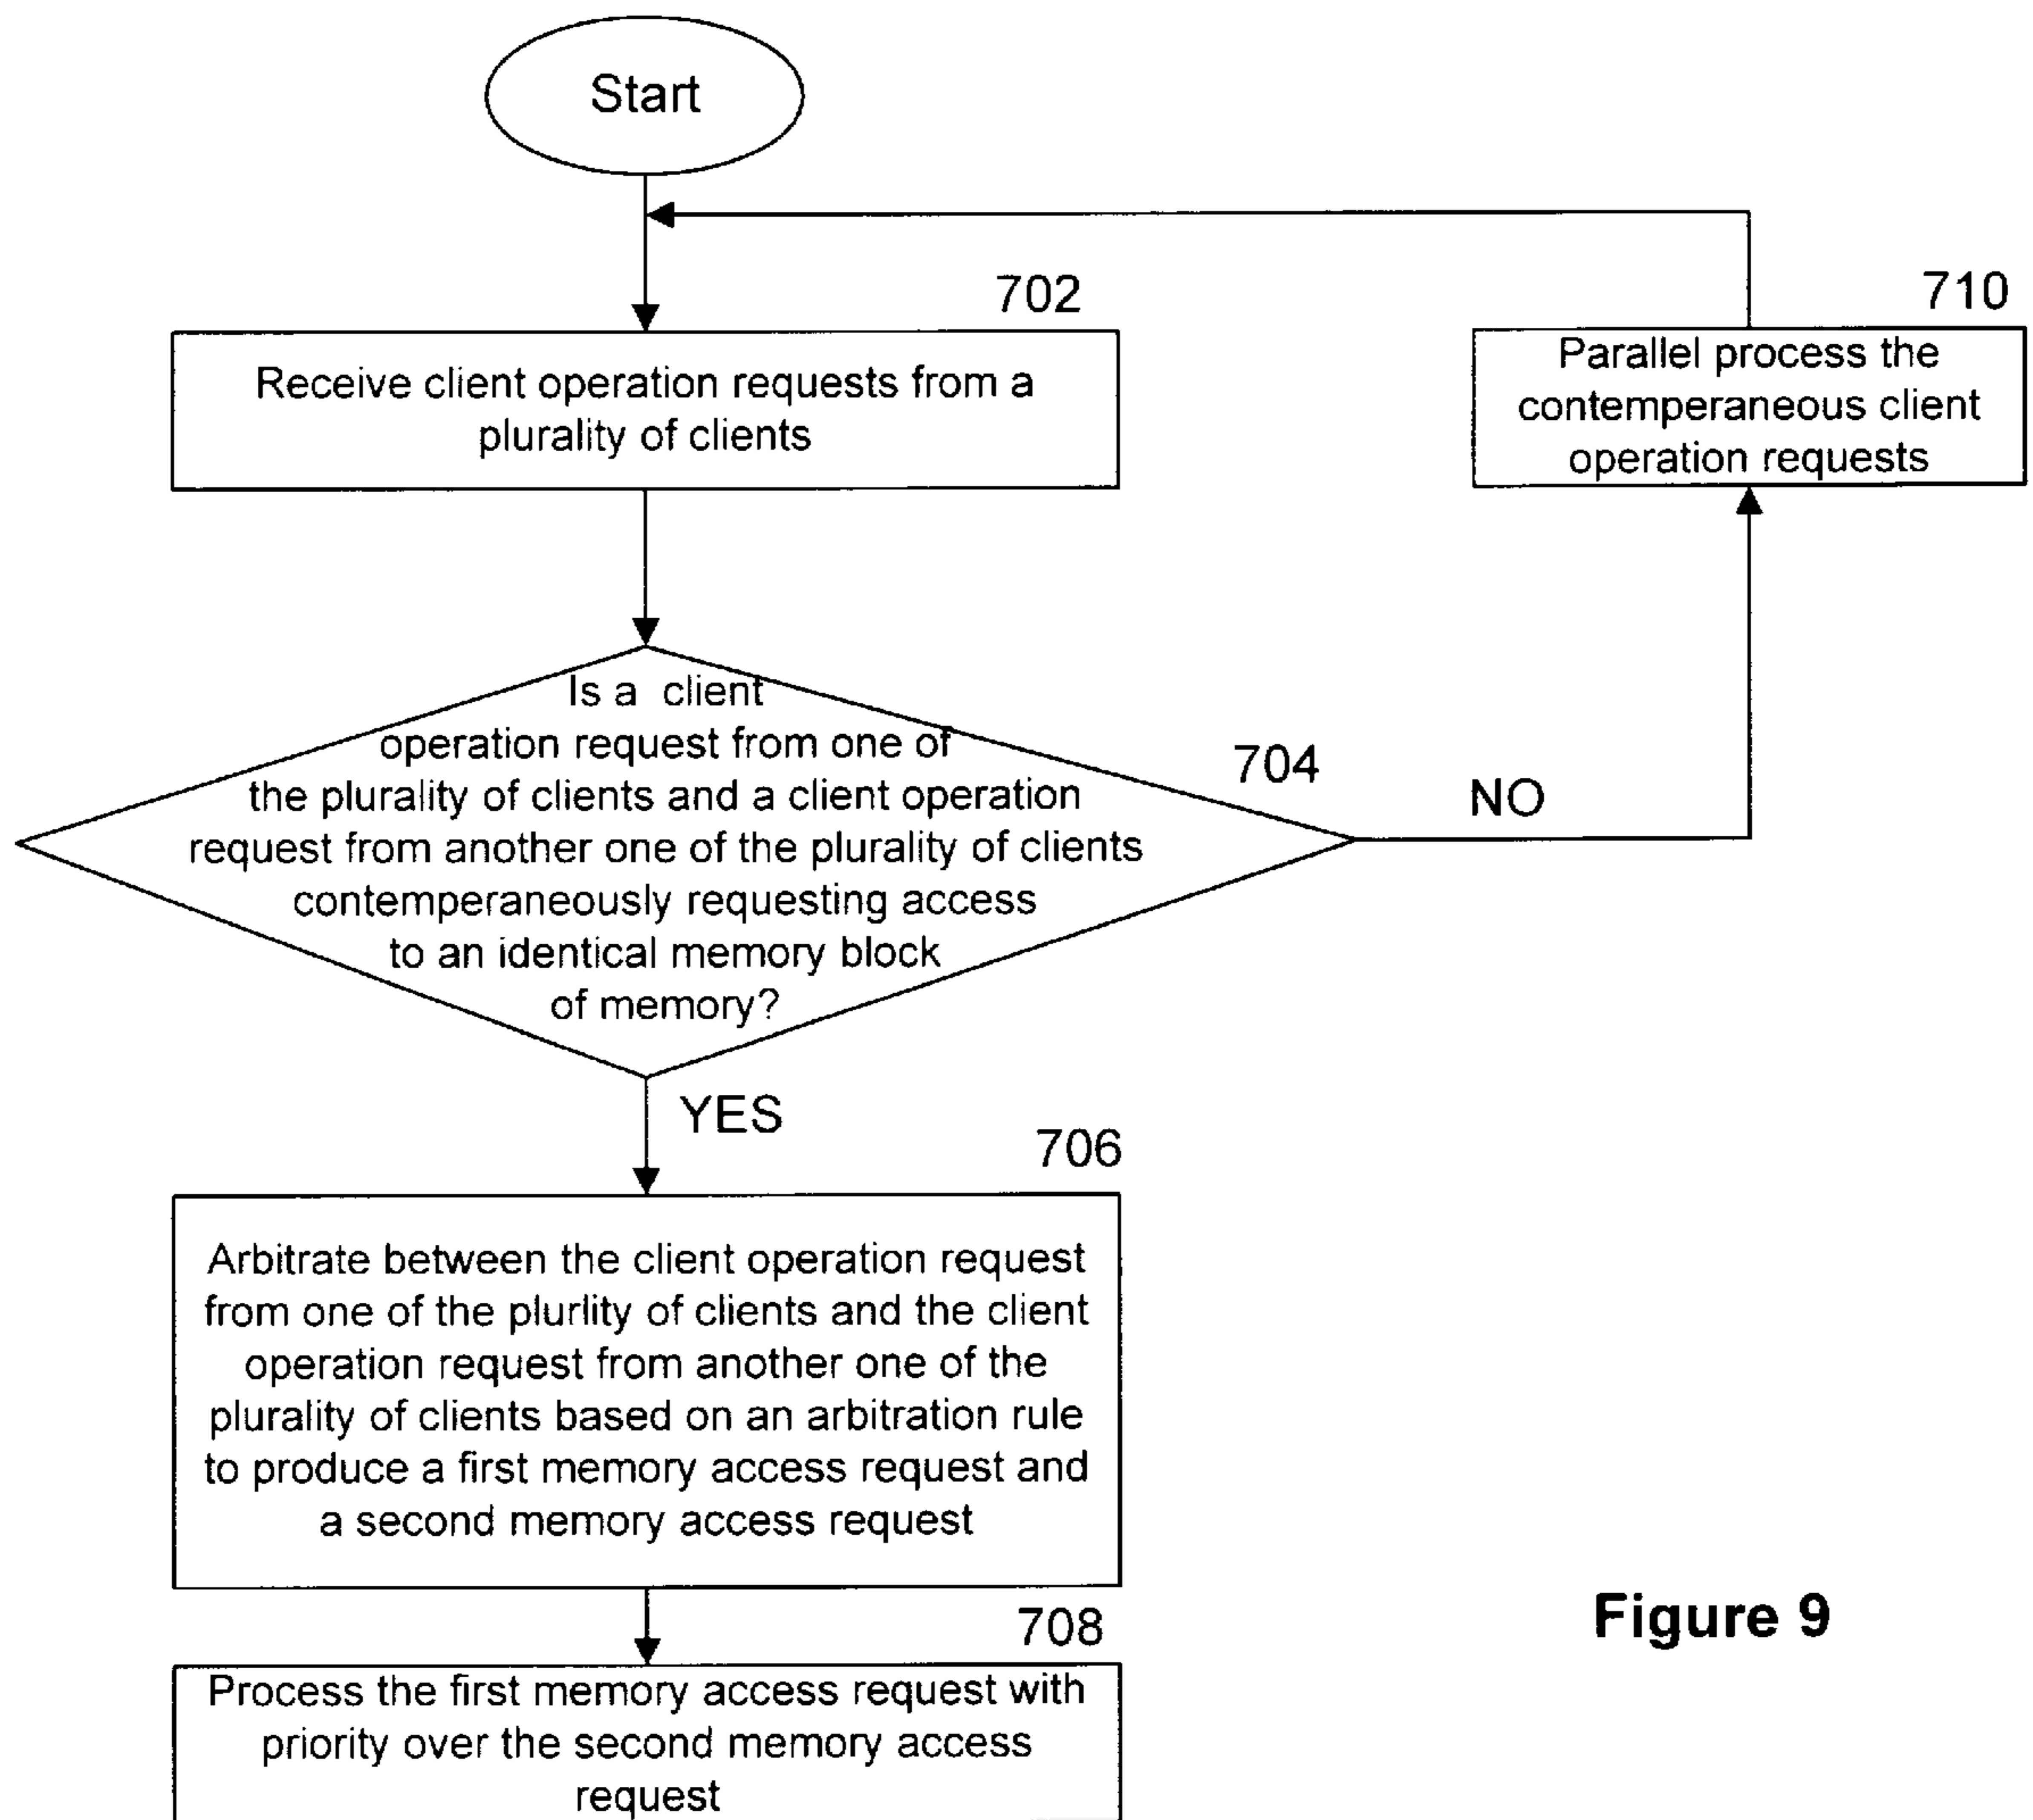 Start
702
Receive client operation requests from a
plurality of clients
710
Parallel process the
contemperaneous client
operation requests
Is a client
operation request from one of
the plurality of clients and a client operation
request from another one of the plurality of clients
contemperaneously requesting access
to an identical memory block
of memory?
704
NO
YES
706
Arbitrate between the client operation request
from one of the plurlity of clients and the client
operation request from another one of the
plurality of clients based on an arbitration rule
to produce a first memory access request and
a second memory access request
708
Process the first memory access request with
priority over the second memory access
request
Figure 9